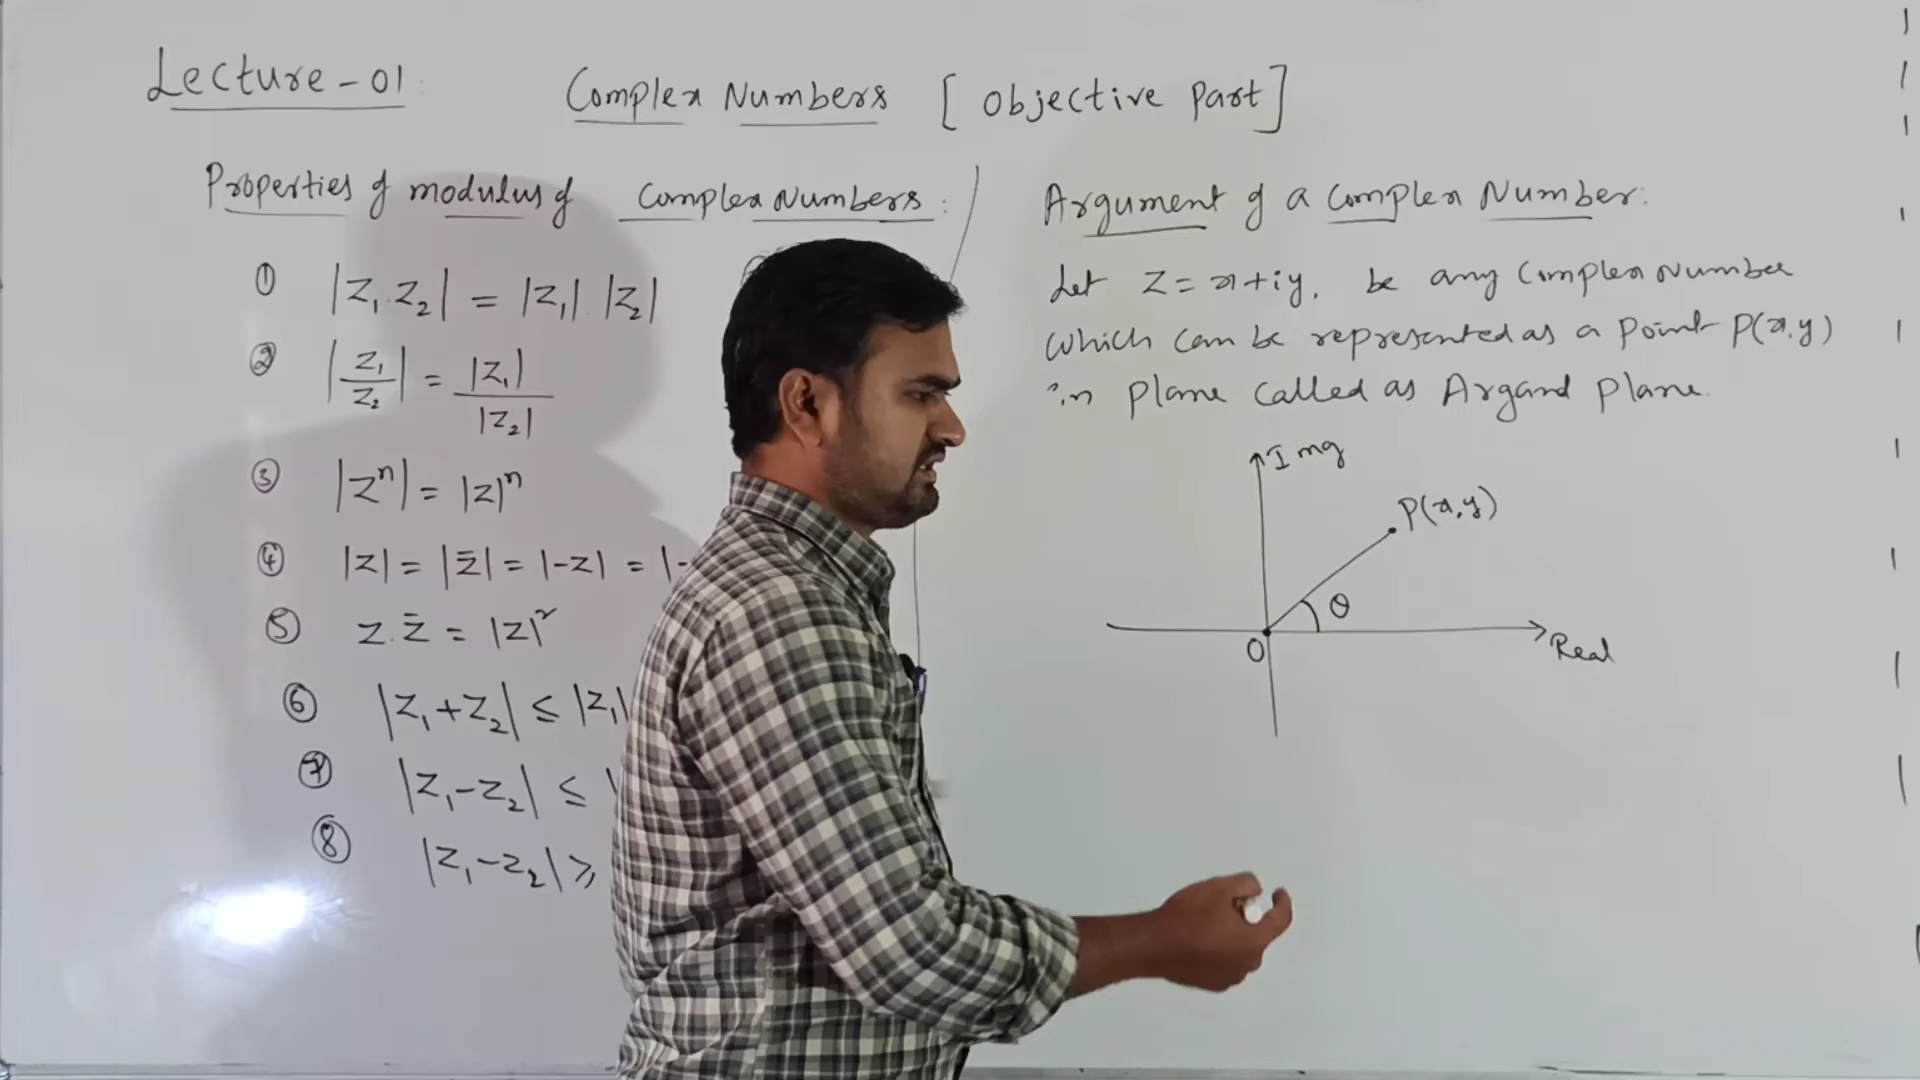 Lecture-01:
Complex Numbers [Objective Part]
Properties of modulus of Complex Numbers:
① |Z₁.Z₂| = |Z₁|.|Z₂|
② |Z₁/Z₂| = |Z₁|/|Z₂|
③ |Zⁿ| = |Z|ⁿ
④ |Z| = |Z̄| = |-Z| = |-
⑤ Z.Z̄ = |Z|²
⑥ |Z₁+Z₂| ≤ |Z₁|
⑦ |Z₁-Z₂| ≤ |
⑧ |Z₁-Z₂| ≥
Argument of a Complex Number:
Let Z = x+iy, be any Complex Number
which can be represented as a point P(x,y)
in plane called as Argand plane.
Img
P(x,y)
θ
O
Real